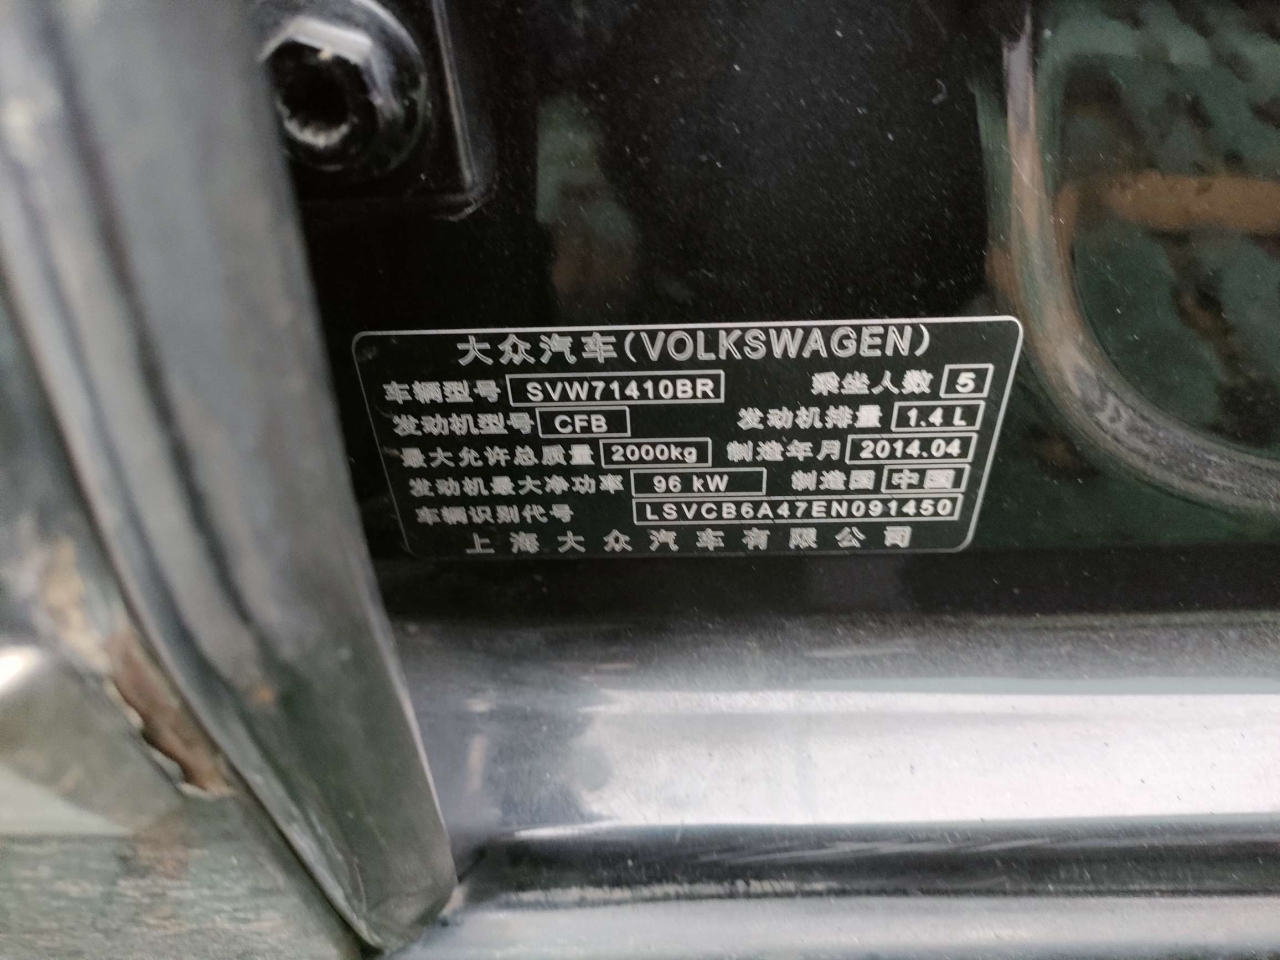 大众汽车(VOLKSWAGEN)
车辆型号 SVW71410BR 乘坐人数 5
发动机型号 CFB 发动机排量 1.4 L
最大允许总质量 2000kg 制造年月 2014.04
发动机最大净功率 96 kW 制造国 中国
车辆识别代号 LSVCB6A47EN091450
上海大众汽车有限公司